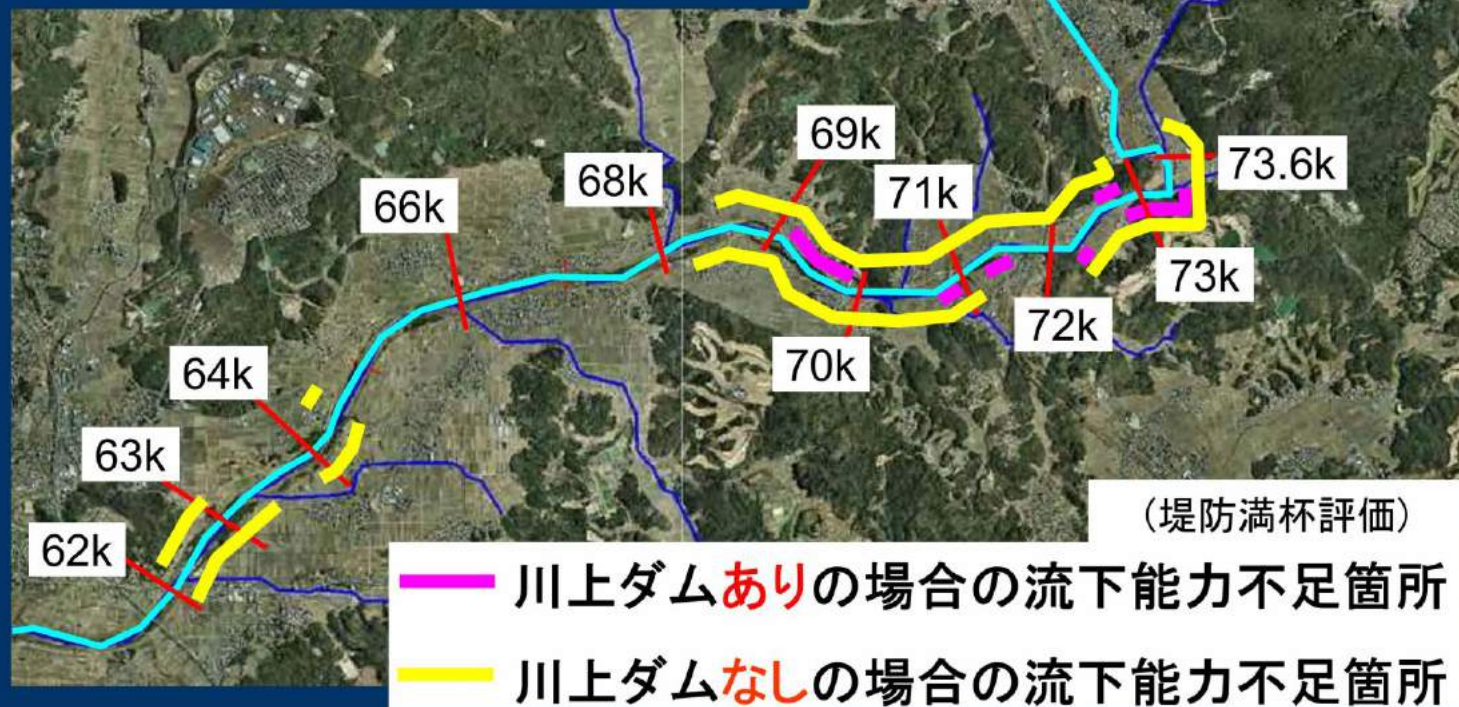 69k
73.6k
68k
71k
66k
73k
72k
70k
64k
63k
62k
（堤防満杯評価）
川上ダムありの場合の流下能力不足箇所
川上ダムなしの場合の流下能力不足箇所